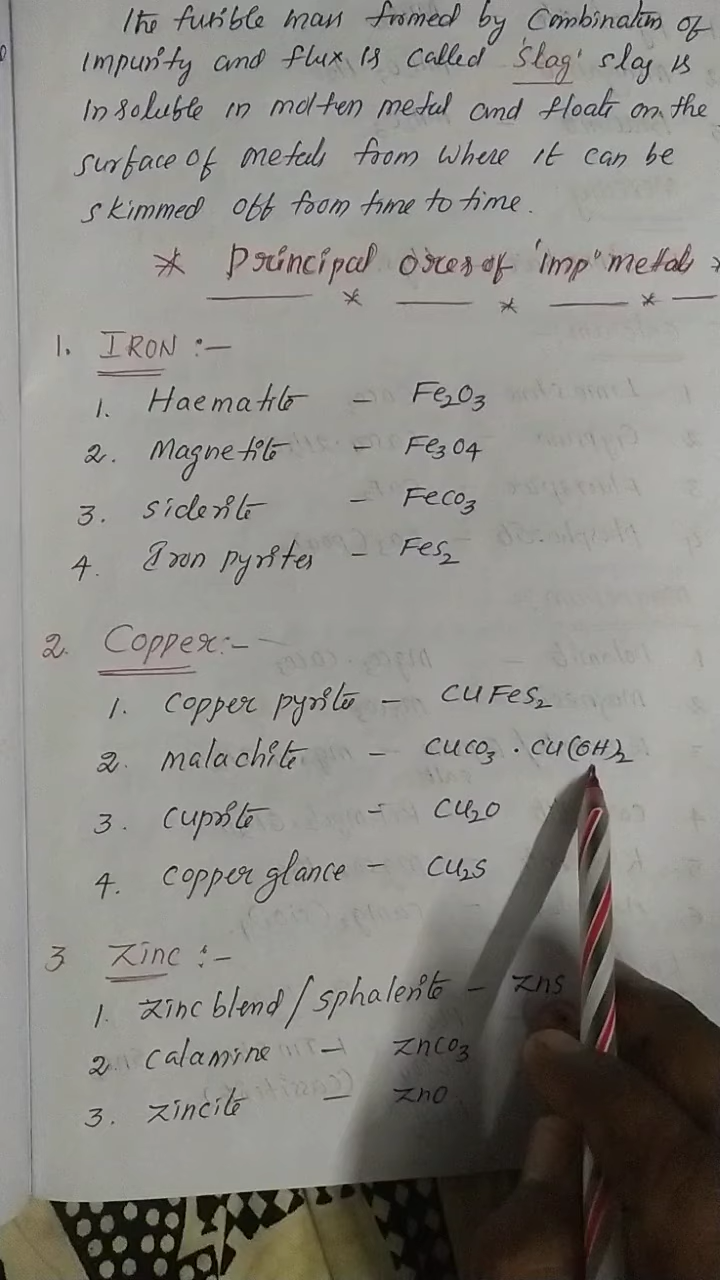 The fusible mass fromed by Combination of
impurity and flux is called 'slag' slag is
insoluble in molten metal and floats on the
surface of metals from where it can be
skimmed off from time to time.
* Principal ores of 'imp" metals *
1. IRON :-
1. Haematite - Fe2O3
2. Magnetite - Fe3O4
3. siderite - FeCO3
4. Iron pyrites - FeS2
2. Copper:-
1. Copper pyrite - CuFeS2
2. malachite - CuCO3 · Cu(OH)2
3. Cuprite - Cu2O
4. Copper glance - Cu2S
3 Zinc :-
1. Zinc blend/sphalerite - ZnS
2. Calamine - ZnCO3
3. Zincite - ZnO